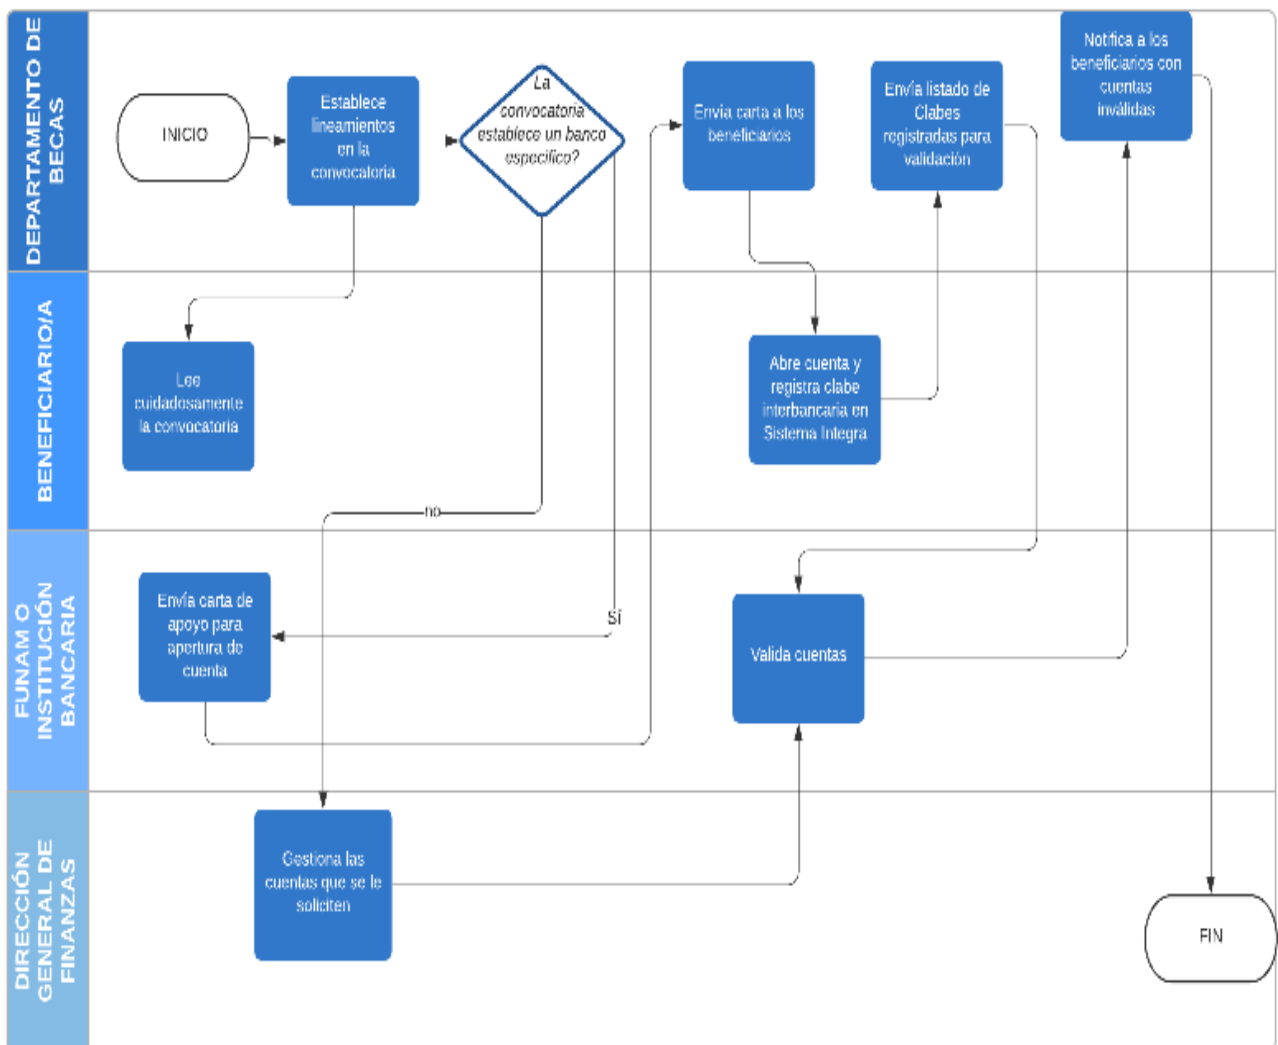 DEPARTAMENTO DE
BECAS
INICIO
Establece
lineamientos
en la
convocatoria
La
convocatoria
establece un banco
específico?
Envía carta a los
beneficiarios
Envía listado de
Clabes
registradas para
validación
Notifica a los
beneficiarios con
cuentas
inválidas
BENEFICIARIO/A
Lee
cuidadosamente
la convocatoria
Abre cuenta y
registra clabe
interbancaria en
Sistema Integra
no
FUNAM O
INSTITUCIÓN
BANCARIA
Envía carta de
apoyo para
apertura de
cuenta
Sí
Valida cuentas
DIRECCIÓN
GENERAL DE
FINANZAS
Gestiona las
cuentas que se le
soliciten
FIN